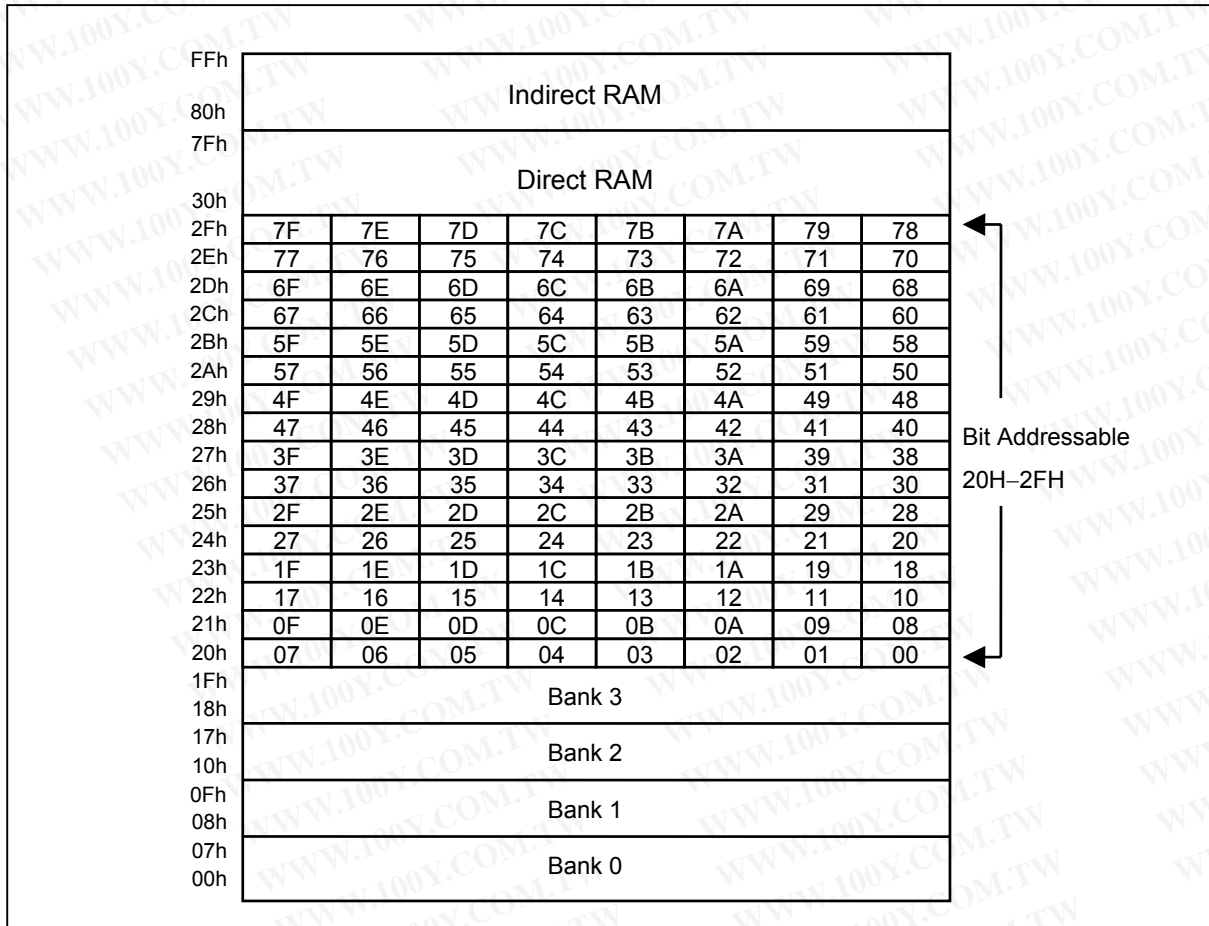 FFh
Indirect RAM
80h
7Fh
Direct RAM
30h
2Fh 7F 7E 7D 7C 7B 7A 79 78
2Eh 77 76 75 74 73 72 71 70
2Dh 6F 6E 6D 6C 6B 6A 69 68
2Ch 67 66 65 64 63 62 61 60
2Bh 5F 5E 5D 5C 5B 5A 59 58
2Ah 57 56 55 54 53 52 51 50
29h 4F 4E 4D 4C 4B 4A 49 48
28h 47 46 45 44 43 42 41 40
Bit Addressable
27h 3F 3E 3D 3C 3B 3A 39 38
26h 37 36 35 34 33 32 31 30
20H–2FH
25h 2F 2E 2D 2C 2B 2A 29 28
24h 27 26 25 24 23 22 21 20
23h 1F 1E 1D 1C 1B 1A 19 18
22h 17 16 15 14 13 12 11 10
21h 0F 0E 0D 0C 0B 0A 09 08
20h 07 06 05 04 03 02 01 00
1Fh
Bank 3
18h
17h
Bank 2
10h
0Fh
Bank 1
08h
07h
Bank 0
00h
WWW.100Y.COM.TW